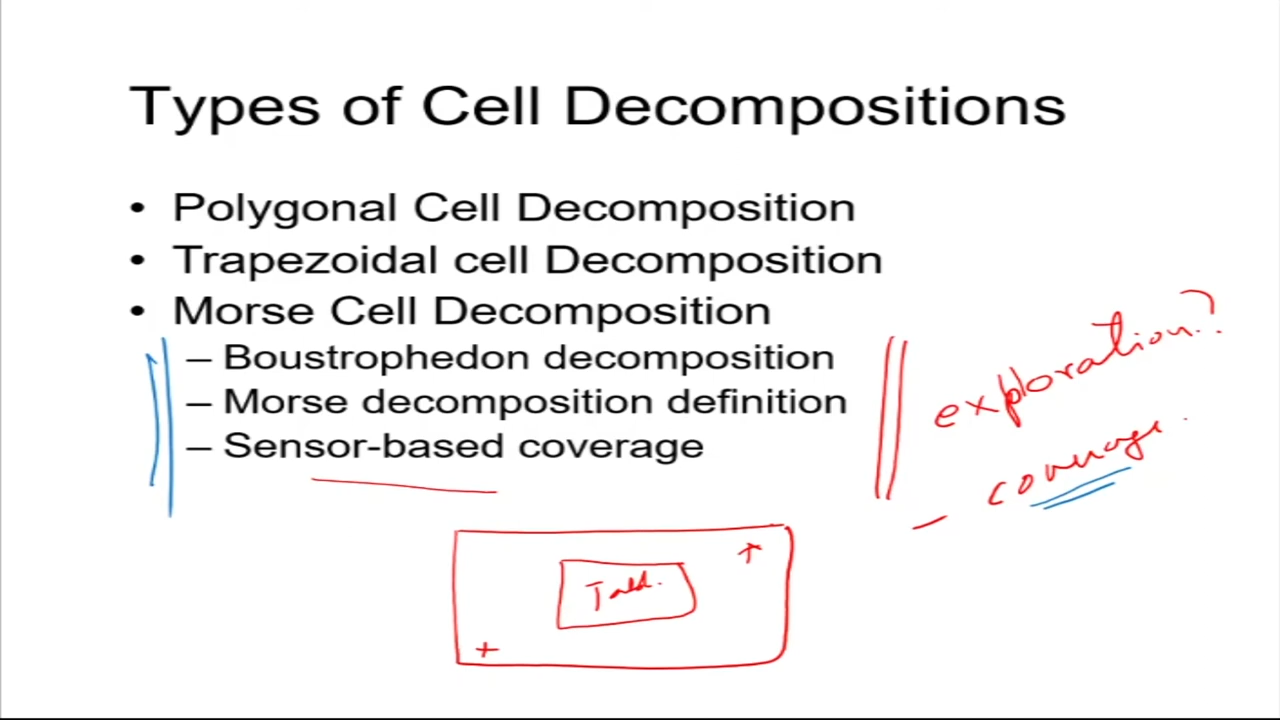 Types of Cell Decompositions
• Polygonal Cell Decomposition
• Trapezoidal cell Decomposition
• Morse Cell Decomposition
– Boustrophedon decomposition
– Morse decomposition definition
– Sensor-based coverage
exploration?
– coverage.